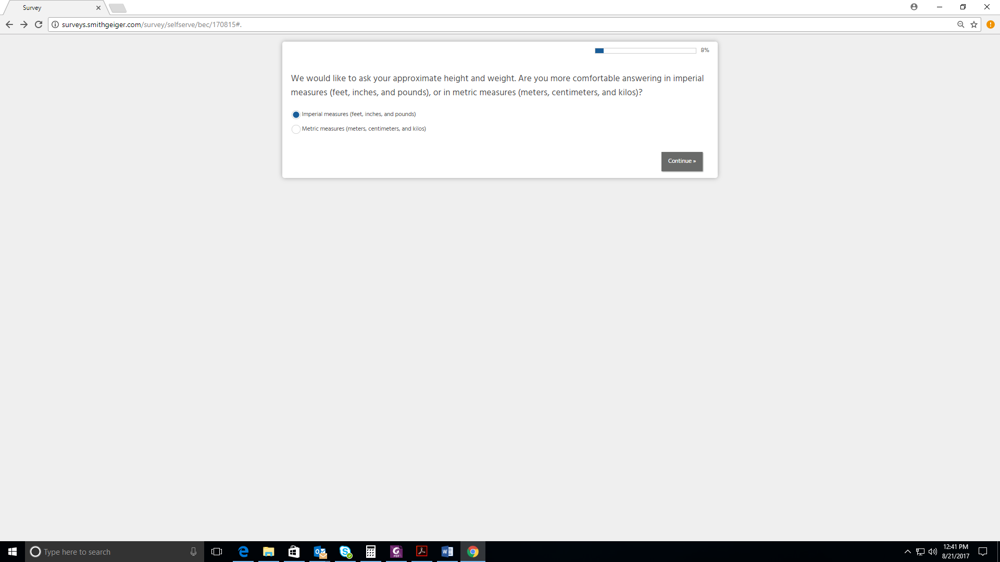 Survey
surveys.smithgeiger.com/survey/selfserve/bec/170815#.
8%
We would like to ask your approximate height and weight. Are you more comfortable answering in imperial
measures (feet, inches, and pounds), or in metric measures (meters, centimeters, and kilos)?
Imperial measures (feet, inches, and pounds)
Metric measures (meters, centimeters, and kilos)
Continue »
Type here to search
12:41 PM
8/21/2017